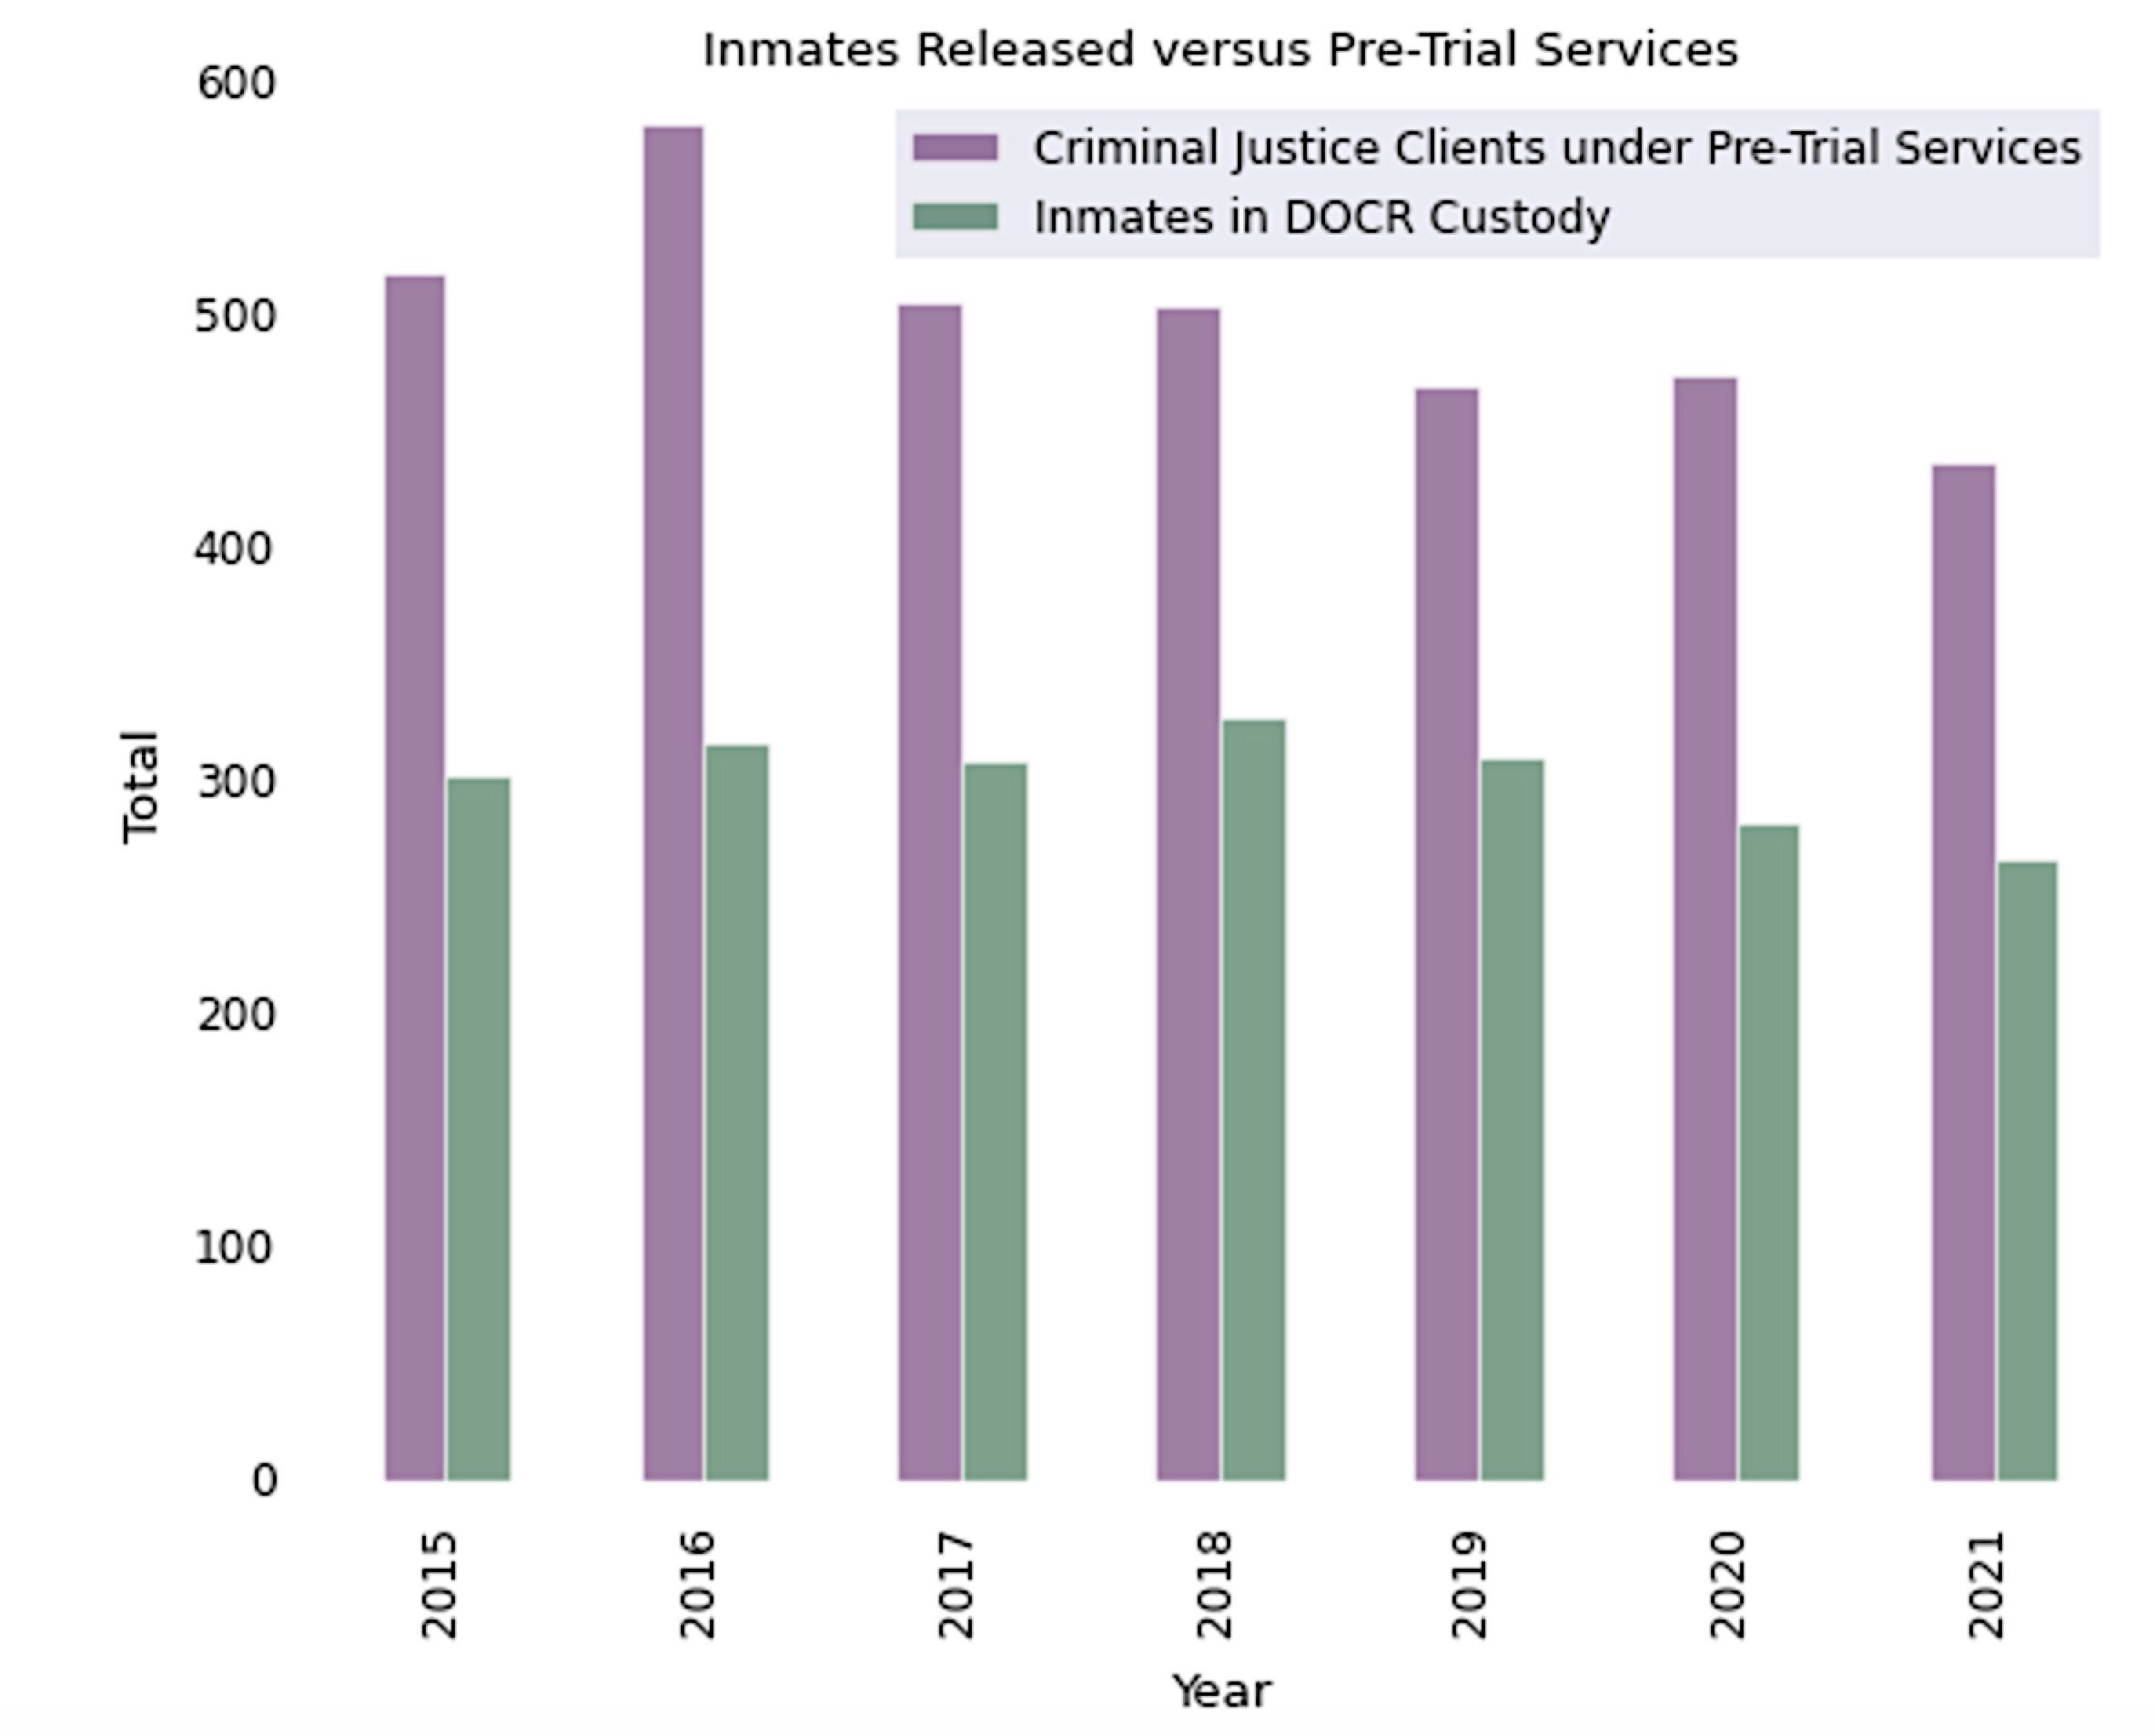 Inmates Released versus Pre-Trial Services
Criminal Justice Clients under Pre-Trial Services
Inmates in DOCR Custody
600
500
400
300
200
100
0
Total
2015
2016
2017
2018
2019
2020
2021
Year